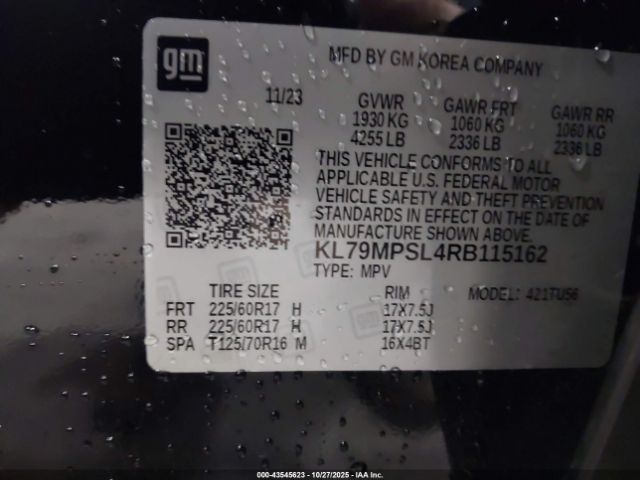 gm
MFD BY GM KOREA COMPANY
11/23
GVWR GAWR FRT GAWR RR
1930 KG 1060 KG 1060 KG
4255 LB 2336 LB 2336 LB
THIS VEHICLE CONFORMS TO ALL
APPLICABLE U.S. FEDERAL MOTOR
VEHICLE SAFETY AND THEFT PREVENTION
STANDARDS IN EFFECT ON THE DATE OF
MANUFACTURE SHOWN ABOVE.
KL79MPSL4RB115162
TYPE: MPV
TIRE SIZE RIM MODEL: 421TU56
FRT 225/60R17 H 17X7.5J
RR 225/60R17 H 17X7.5J
SPA T125/70R16 M 16X4BT
000-43545623 - 10/27/2025 - IAAI.COM